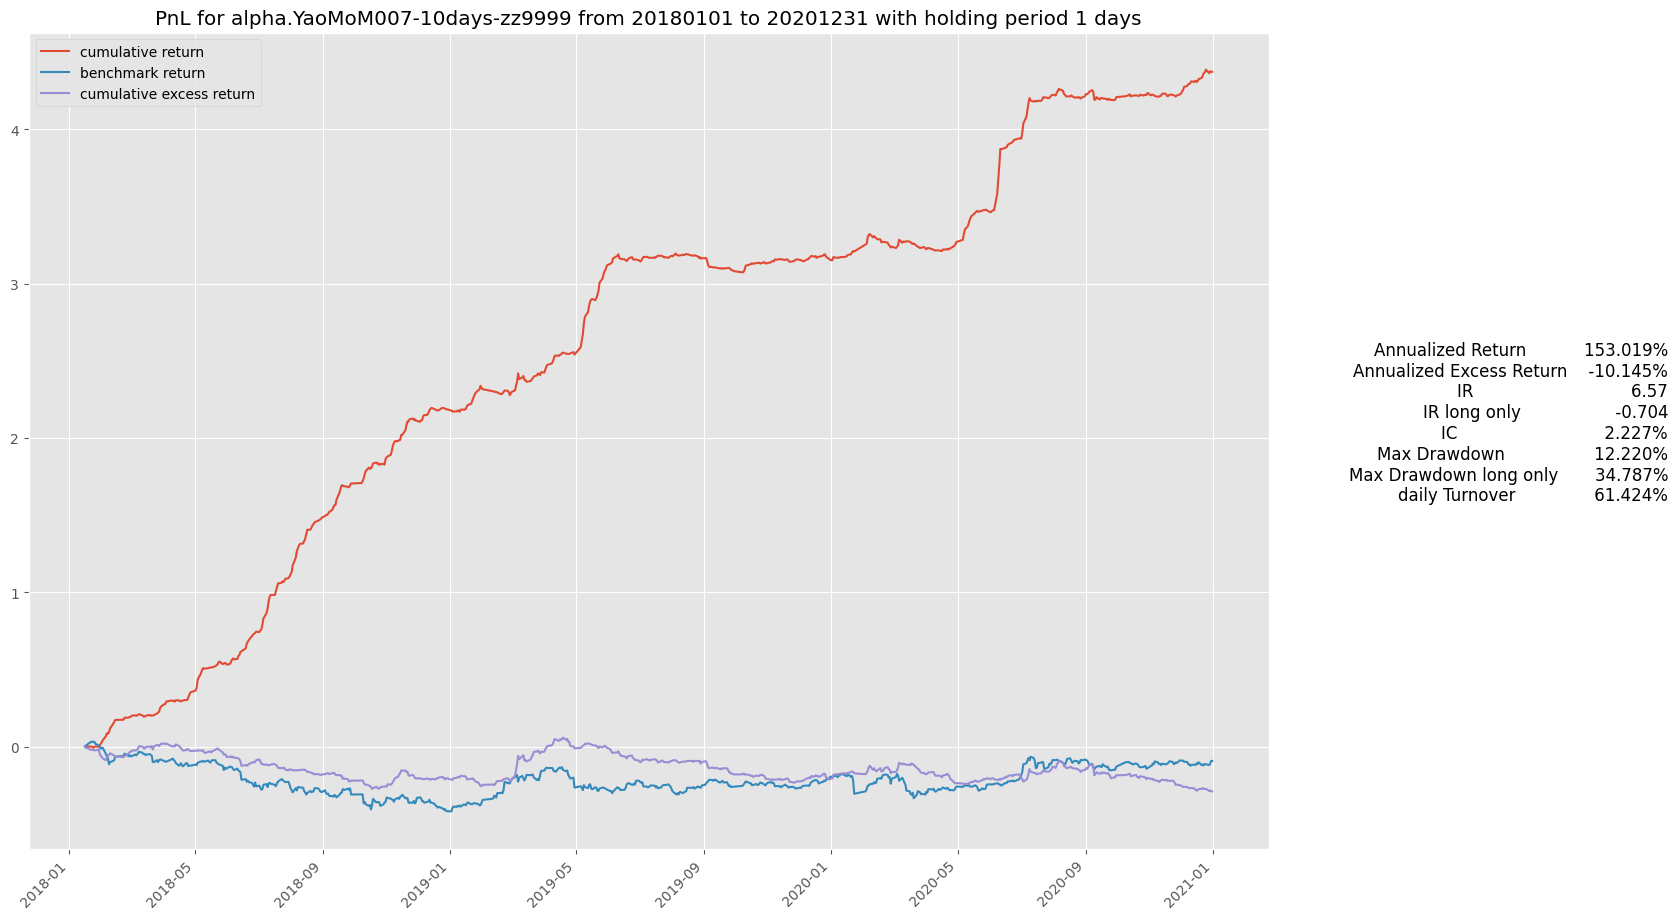 PnL for alpha.YaoMoM007-10days-zz9999 from 20180101 to 20201231 with holding period 1 days
cumulative return
benchmark return
cumulative excess return
4
3
2
1
0
2018-01
2018-05
2018-09
2019-01
2019-05
2019-09
2020-01
2020-05
2020-09
2021-01
Annualized Return 153.019%
Annualized Excess Return -10.145%
IR 6.57
IR long only -0.704
IC 2.227%
Max Drawdown 12.220%
Max Drawdown long only 34.787%
daily Turnover 61.424%